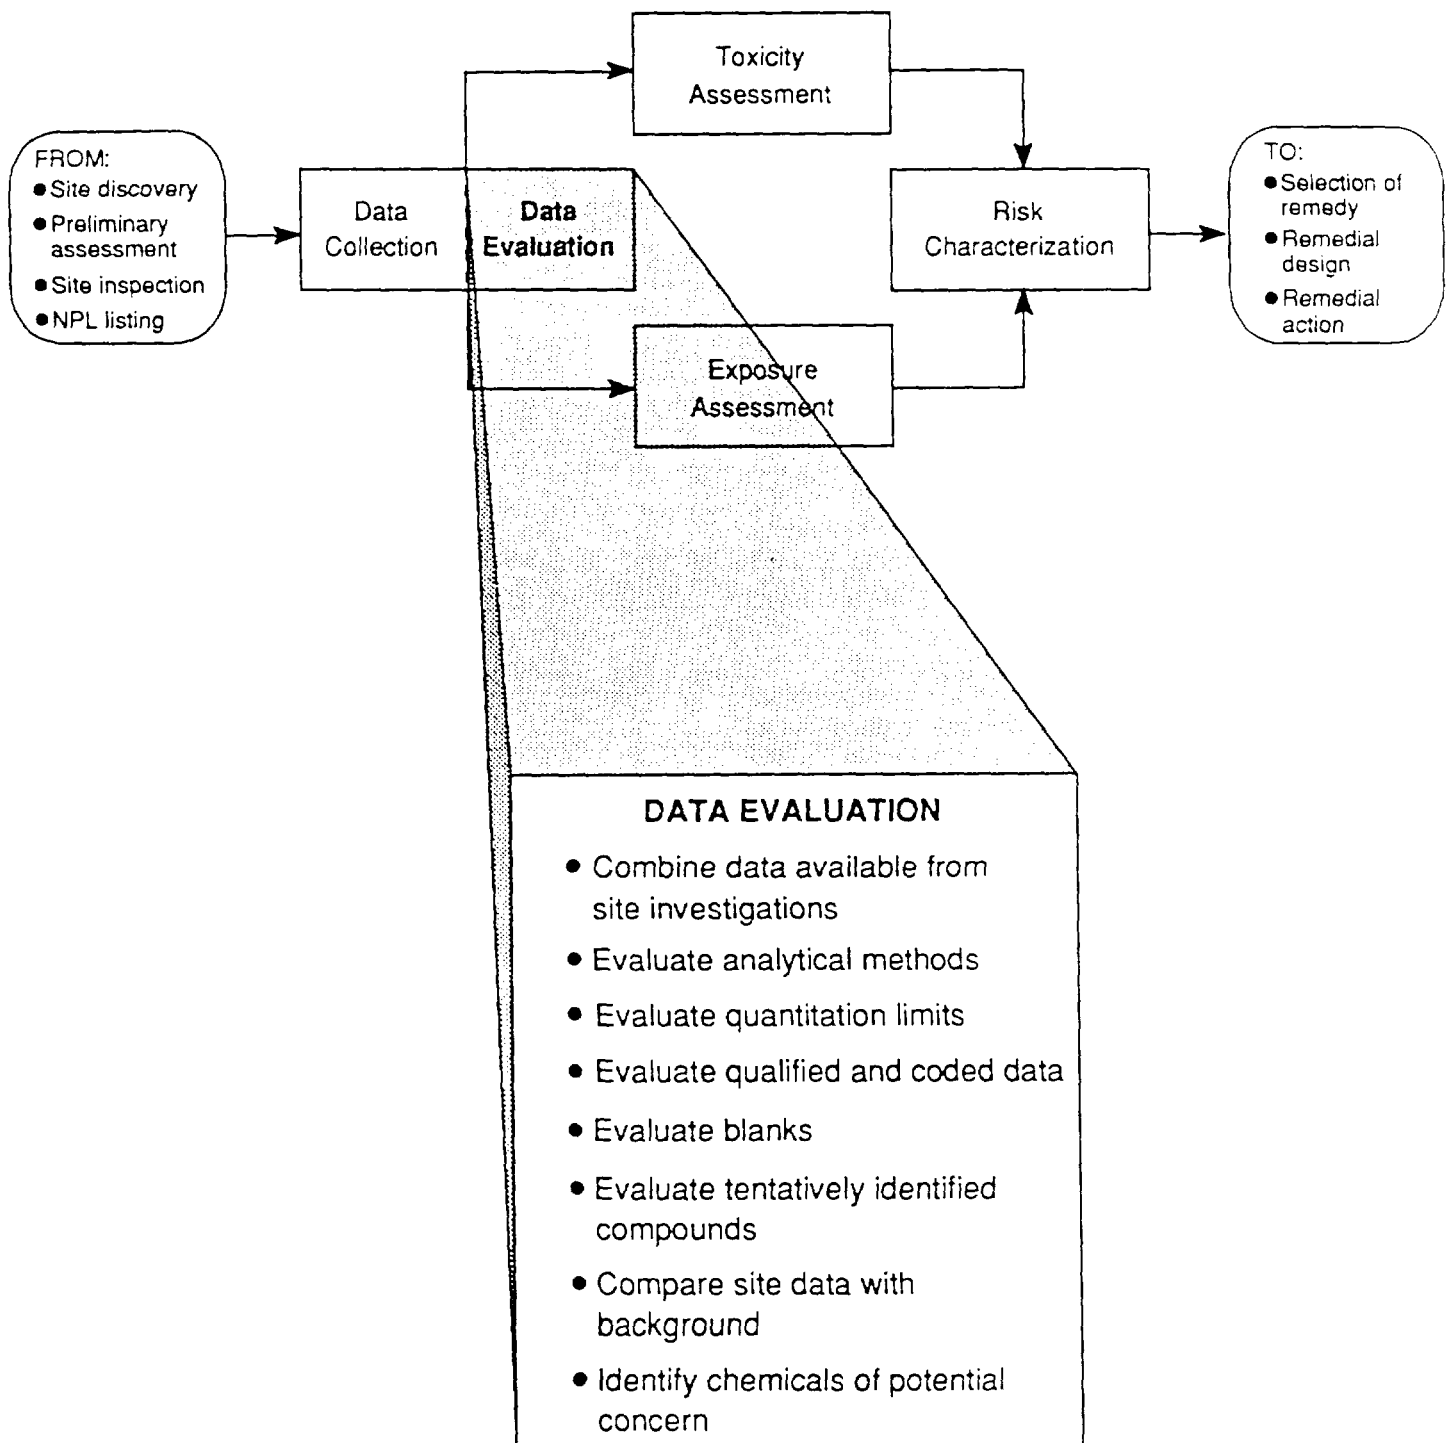 Toxicity
Assessment
FROM:
● Site discovery
● Preliminary
assessment
● Site inspection
● NPL listing
Data
Collection
Data
Evaluation
Risk
Characterization
TO:
● Selection of
remedy
● Remedial
design
● Remedial
action
Exposure
Assessment
DATA EVALUATION
● Combine data available from
site investigations
● Evaluate analytical methods
● Evaluate quantitation limits
● Evaluate qualified and coded data
● Evaluate blanks
● Evaluate tentatively identified
compounds
● Compare site data with
background
● Identify chemicals of potential
concern